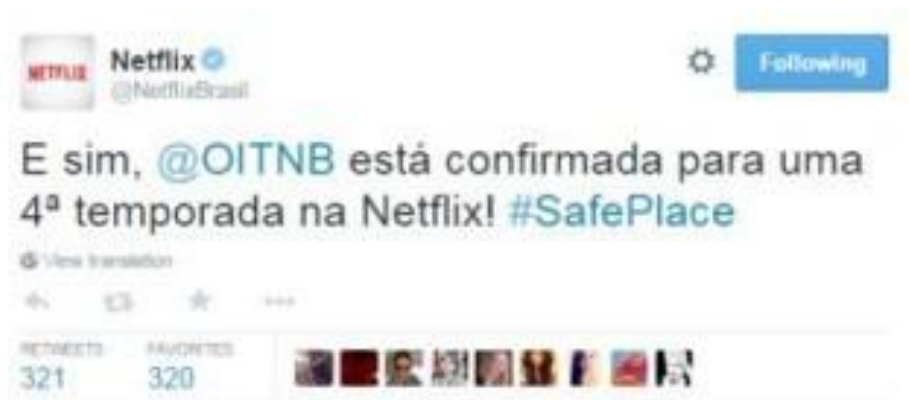 NETFLIX
Netflix
@NetflixBrasil
Following
E sim, @OITNB está confirmada para uma
4ª temporada na Netflix! #SafePlace
View translation
RETWEETS FAVORITES
321 320